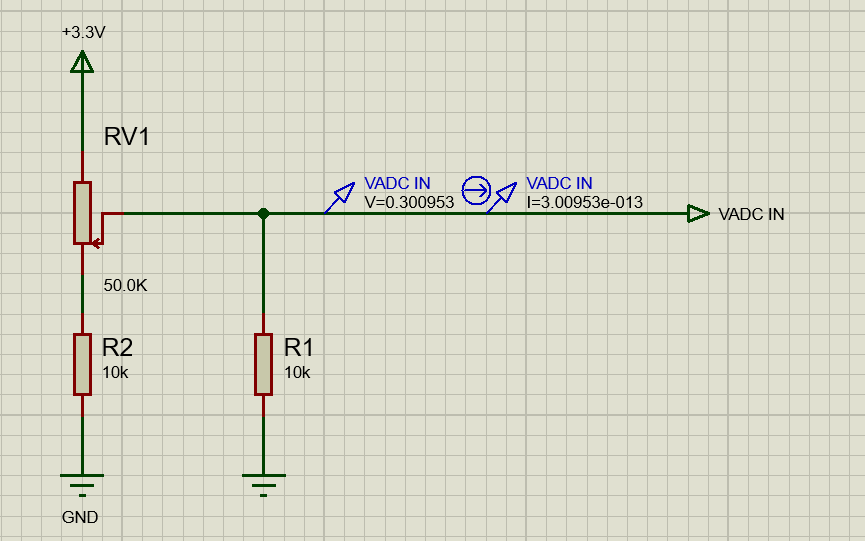 +3.3V
RV1
VADC IN
V=0.300953
VADC IN
I=3.00953e-013
VADC IN
50.0K
R2
10k
R1
10k
GND